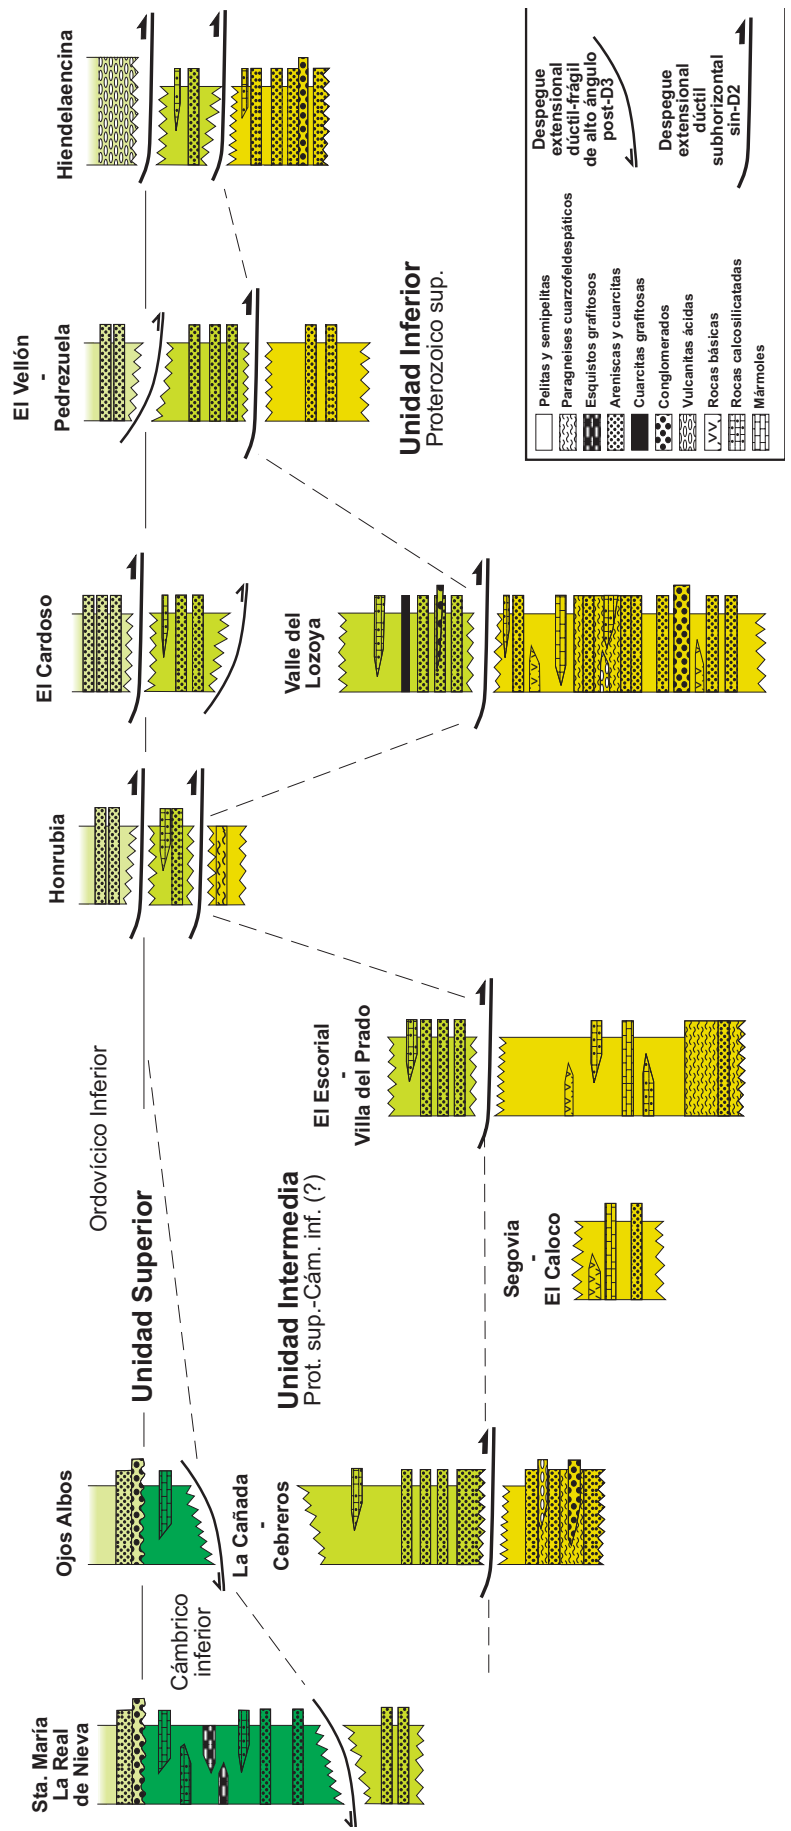 Sta. María
La Real
de Nieva
Ojos Albos
La Cañada
-
Cebreros
Segovia
-
El Caloco
El Escorial
-
Villa del Prado
Honrubia
El Cardoso
Valle del
Lozoya
El Vellón
-
Pedrezuela
Hiendelaencina
Cámbrico
inferior
Unidad Superior
Ordovícico Inferior
Unidad Intermedia
Prot. sup.-Cám. inf. (?)
Unidad Inferior
Proterozoico sup.
Pelitas y semipelitas
Paragneises cuarzofeldespáticos
Esquistos grafitosos
Areniscas y cuarcitas
Cuarcitas grafitosas
Conglomerados
Vulcanitas ácidas
Rocas básicas
Rocas calcosilicatadas
Mármoles
Despegue
extensional
dúctil-frágil
de alto ángulo
post-D3
Despegue
extensional
dúctil
subhorizontal
sin-D2